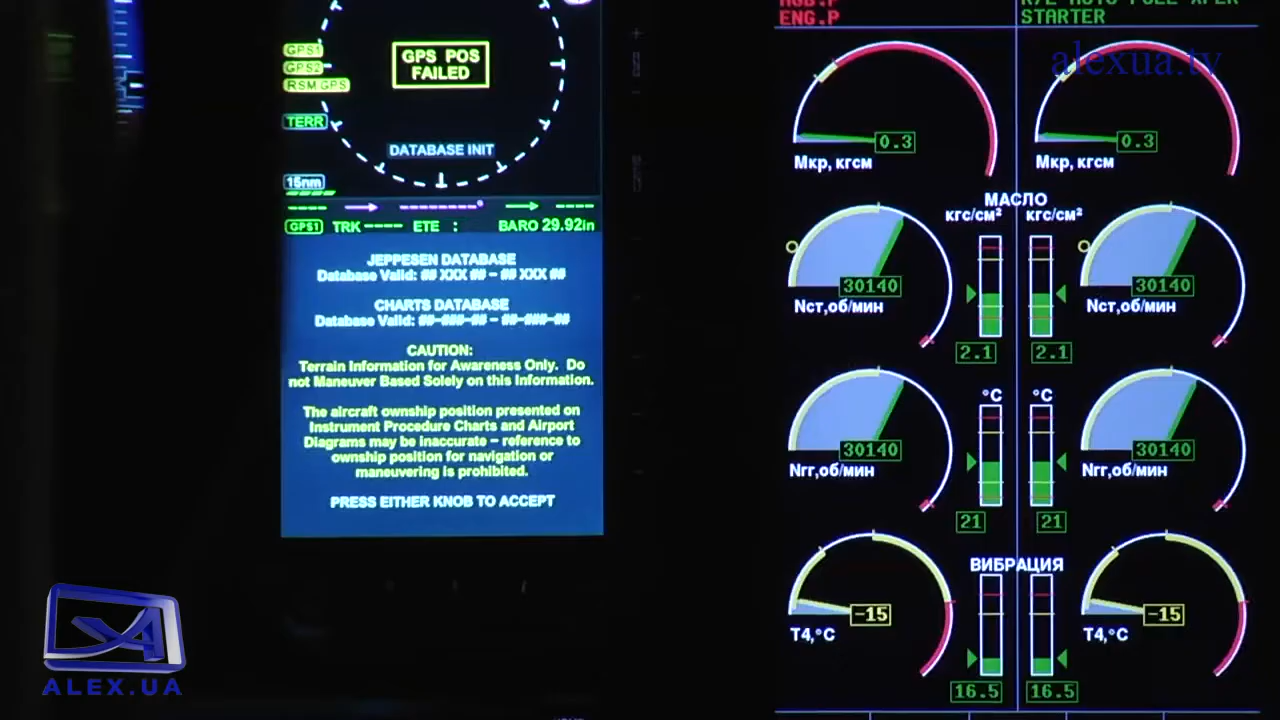 GPS1
GPS2
RSM GPS
TERR
15nm
GPS POS
FAILED
DATABASE INIT
GPS1 TRK ---- ETE : BARO 29.92in
JEPPESEN DATABASE
Database Valid: ## XXX ## - ## XXX ##
CHARTS DATABASE
Database Valid: ##-###-## - ##-###-##
CAUTION:
Terrain Information for Awareness Only. Do
not Maneuver Based Solely on this Information.
The aircraft ownship position presented on
Instrument Procedure Charts and Airport
Diagrams may be inaccurate - reference to
ownship position for navigation or
maneuvering is prohibited.
PRESS EITHER KNOB TO ACCEPT
ENG.P
STARTER
alexua.tv
0.3 0.3
Мкр, кгсм Мкр, кгсм
МАСЛО
кгс/см² кгс/см²
30140 30140
Nст,об/мин Nст,об/мин
2.1 2.1
°C °C
30140 30140
Nгг,об/мин Nгг,об/мин
21 21
ВИБРАЦИЯ
-15 -15
Т4,°C Т4,°C
16.5 16.5
ALEX.UA